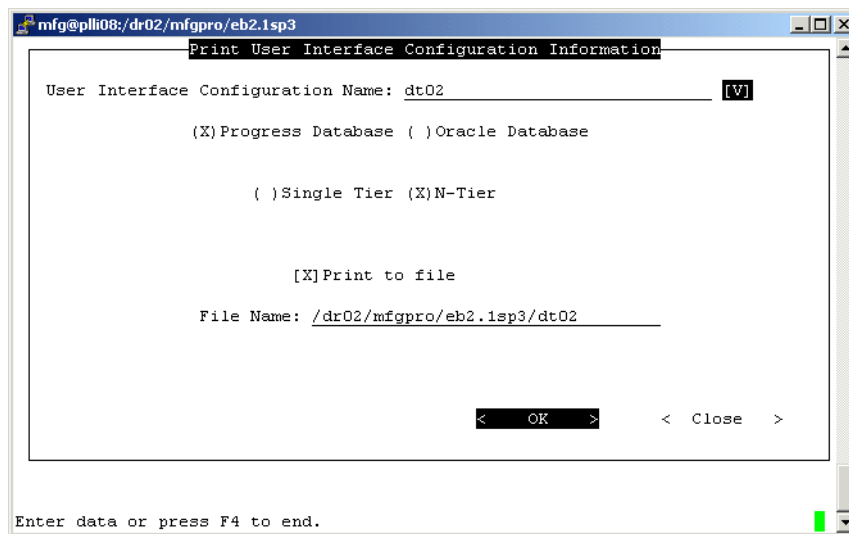 mfg@plli08:/dr02/mfgpro/eb2.1sp3
Print User Interface Configuration Information
User Interface Configuration Name: dt02 [V]
(X)Progress Database ( )Oracle Database
( )Single Tier (X)N-Tier
[X]Print to file
File Name: /dr02/mfgpro/eb2.1sp3/dt02
< OK > < Close >
Enter data or press F4 to end.